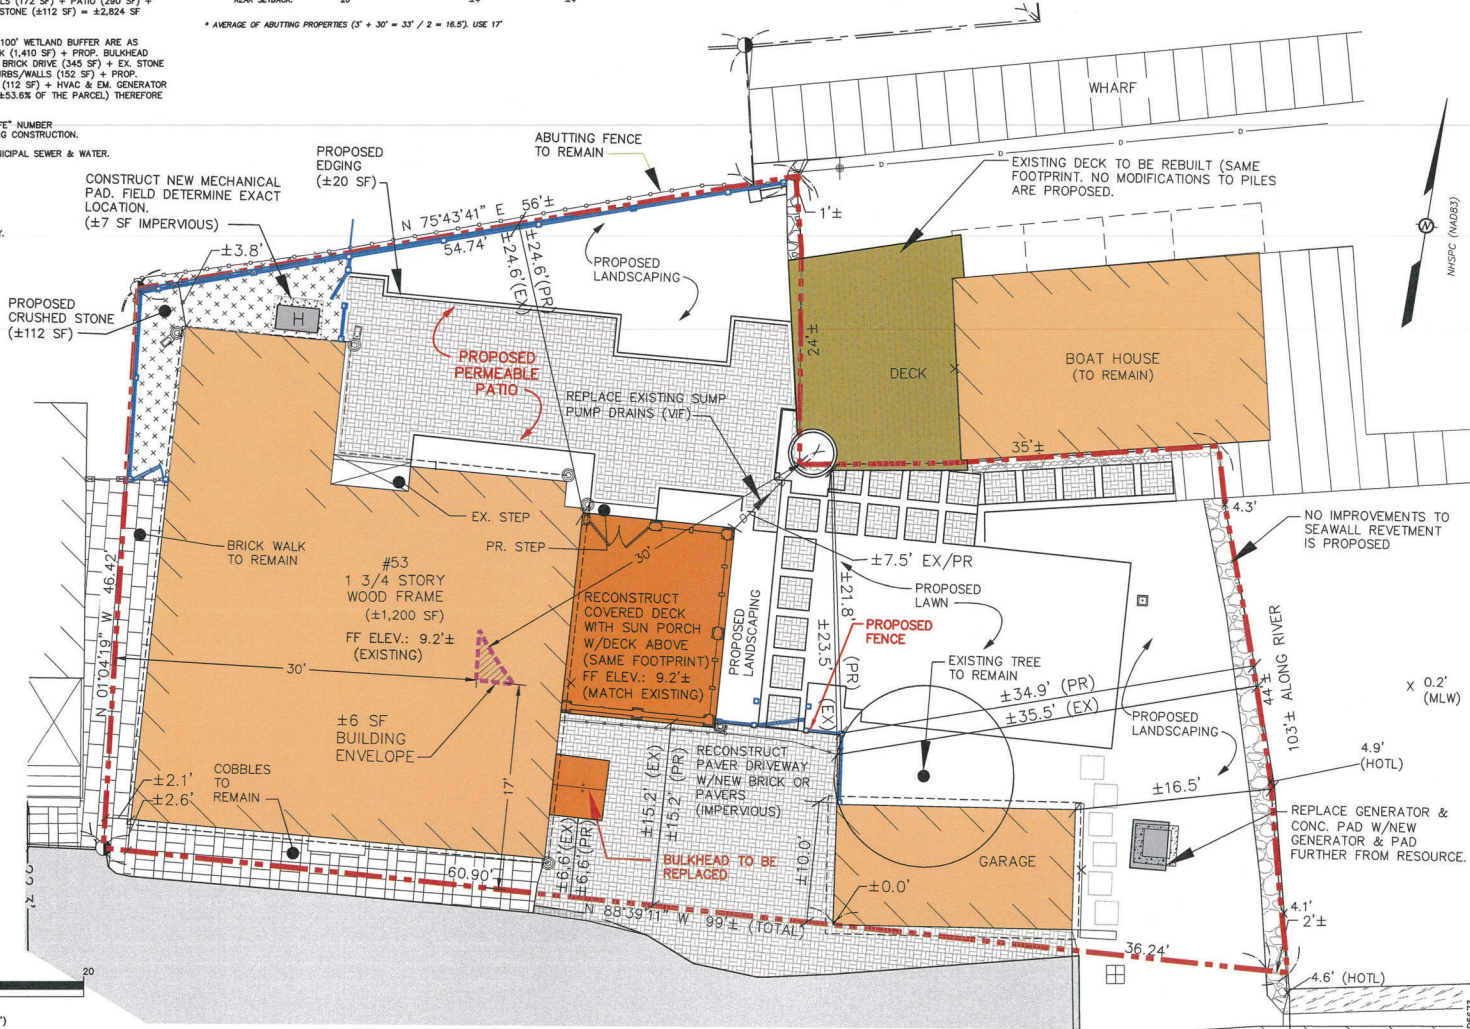 LS (172 SF) + PATIO (290 SF) +
STONE (±112 SF) = ±2,824 SF
REAR SETBACK:
* AVERAGE OF ABUTTING PROPERTIES (3' + 30' = 33' / 2 = 16.5'). USE 17'
100' WETLAND BUFFER ARE AS
K (1,410 SF) + PROP. BULKHEAD
BRICK DRIVE (345 SF) + EX. STONE
URBS/WALLS (152 SF) + PROP.
(112 SF) + HVAC & EM. GENERATOR
±53.6% OF THE PARCEL) THEREFORE
FE" NUMBER
G CONSTRUCTION.
NICIPAL SEWER & WATER.
WHARF
D D D D D
ABUTTING FENCE
TO REMAIN
PROPOSED
EDGING
(±20 SF)
CONSTRUCT NEW MECHANICAL
PAD. FIELD DETERMINE EXACT
LOCATION.
(±7 SF IMPERVIOUS)
EXISTING DECK TO BE REBUILT (SAME
FOOTPRINT. NO MODIFICATIONS TO PILES
ARE PROPOSED.
N
NHSPC (NAD83)
N 75°43'41" E 56'±
54.74'
1'±
±3.8'
±24.6'(EX)
±24.6'(PR)
PROPOSED
LANDSCAPING
PROPOSED
CRUSHED STONE
(±112 SF)
H
PROPOSED
PERMEABLE
PATIO
24'±
DECK
BOAT HOUSE
(TO REMAIN)
REPLACE EXISTING SUMP
PUMP DRAINS (VIF)
35'±
4.3'
NO IMPROVEMENTS TO
SEAWALL REVETMENT
IS PROPOSED
EX. STEP
PR. STEP
BRICK WALK
TO REMAIN
#53
1 3/4 STORY
WOOD FRAME
(±1,200 SF)
FF ELEV.: 9.2'±
(EXISTING)
30'
RECONSTRUCT
COVERED DECK
WITH SUN PORCH
W/DECK ABOVE
(SAME FOOTPRINT)
FF ELEV.: 9.2'±
(MATCH EXISTING)
PROPOSED
LANDSCAPING
±7.5' EX/PR
±21.8' (PR)
±23.5' (EX)
PROPOSED
LAWN
PROPOSED
FENCE
EXISTING TREE
TO REMAIN
±34.9' (PR)
±35.5' (EX)
PROPOSED
LANDSCAPING
44'±
103'± ALONG RIVER
X 0.2'
(MLW)
4.9'
(HOTL)
N 01°04'19" W 46.42'
30'
±6 SF
BUILDING
ENVELOPE
17'
±2.1'
±2.6'
COBBLES
TO
REMAIN
±15.2' (EX)
±15.2' (PR)
RECONSTRUCT
PAVER DRIVEWAY
W/NEW BRICK OR
PAVERS
(IMPERVIOUS)
±16.5'
REPLACE GENERATOR &
CONC. PAD W/NEW
GENERATOR & PAD
FURTHER FROM RESOURCE.
±6.6'(EX)
±6.6'(PR)
BULKHEAD TO BE
REPLACED
±10.0'
GARAGE
±0.0'
60.90'
N 88°39'11" W 99'± (TOTAL)
36.24'
4.1'
2'±
4.6' (HOTL)
20